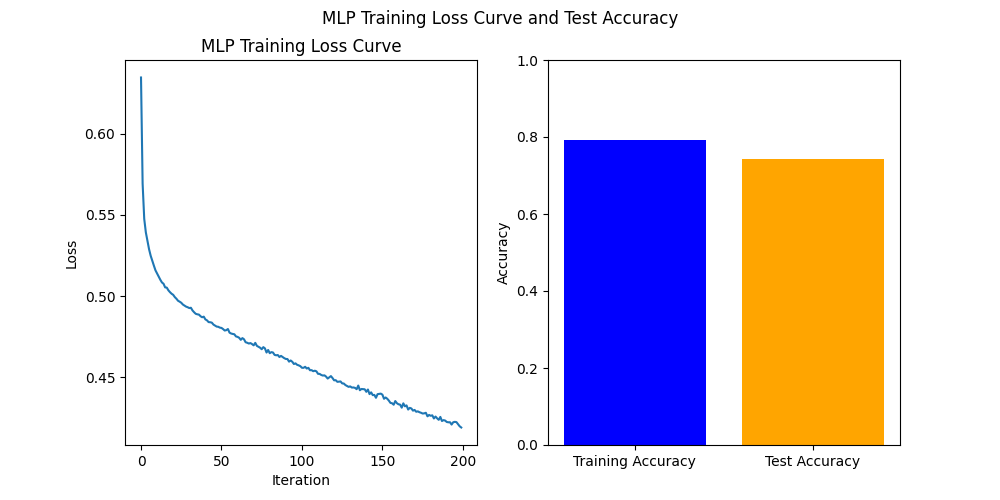 MLP Training Loss Curve and Test Accuracy
MLP Training Loss Curve
Loss
0.60
0.55
0.50
0.45
0
50
100
150
200
Iteration
Accuracy
1.0
0.8
0.6
0.4
0.2
0.0
Training Accuracy
Test Accuracy